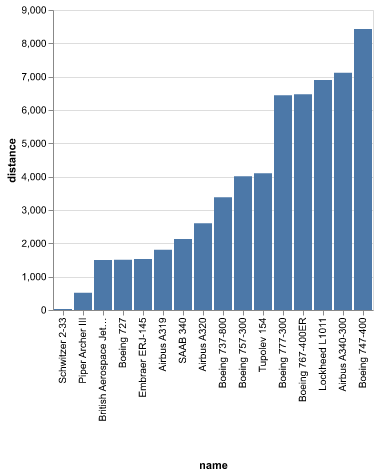 9,000
8,000
7,000
6,000
5,000
4,000
3,000
2,000
1,000
0
distance
Schwitzer 2-33
Piper Archer III
British Aerospace Jet…
Boeing 727
Embraer ERJ-145
Airbus A319
SAAB 340
Airbus A320
Boeing 737-800
Boeing 757-300
Tupolev 154
Boeing 777-300
Boeing 767-400ER
Lockheed L1011
Airbus A340-300
Boeing 747-400
name